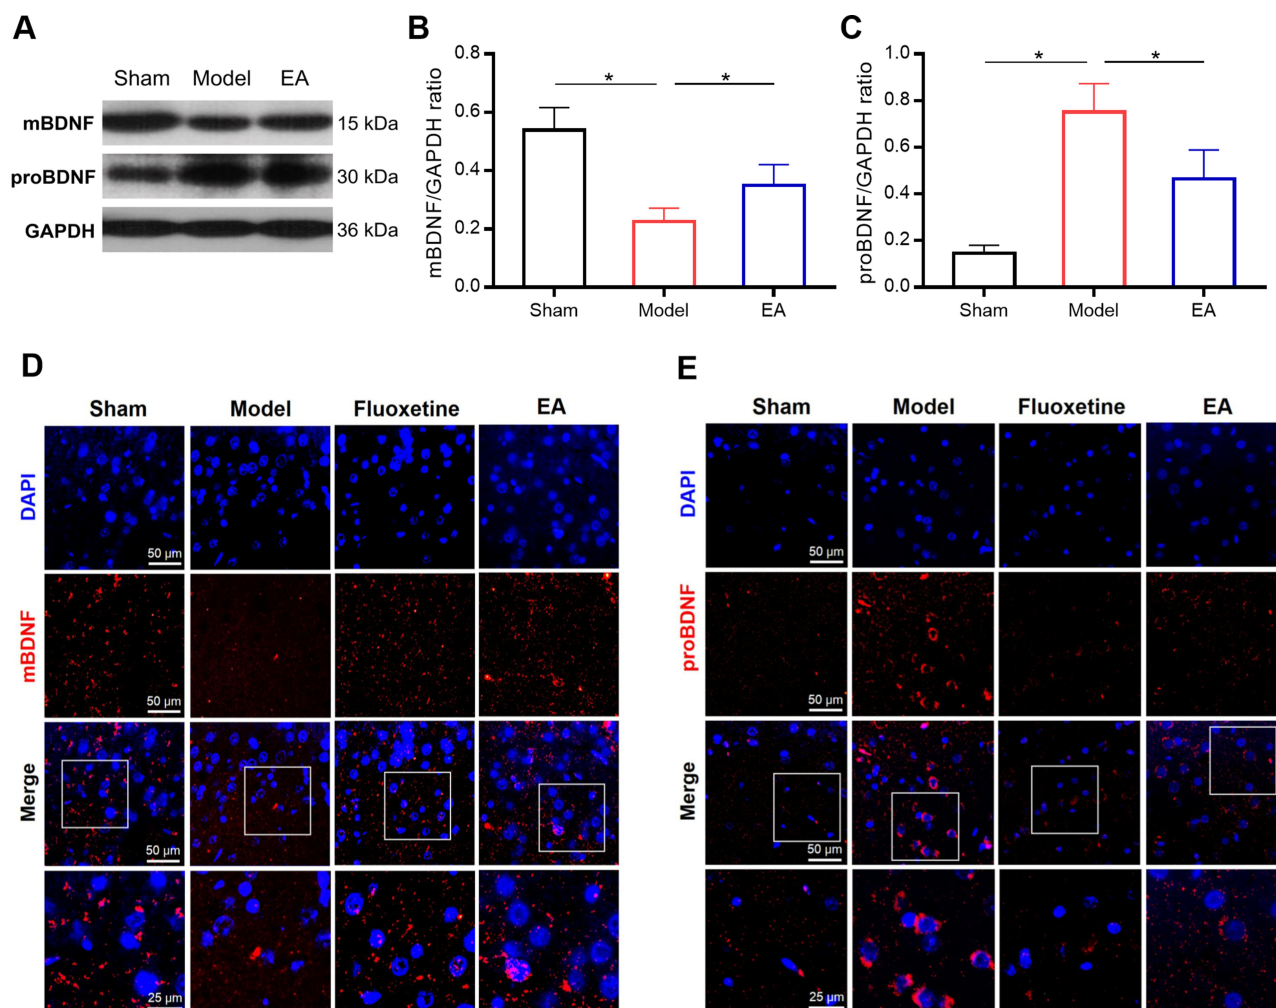 A
Sham Model EA
mBDNF 15 kDa
proBDNF 30 kDa
GAPDH 36 kDa
B
mBDNF/GAPDH ratio
0.8
0.6
0.4
0.2
0.0
* *
Sham Model EA
C
proBDNF/GAPDH ratio
1.0
0.8
0.6
0.4
0.2
0.0
* *
Sham Model EA
D
Sham Model Fluoxetine EA
DAPI
50 µm
mBDNF
50 µm
Merge
50 µm
25 µm
E
Sham Model Fluoxetine EA
DAPI
50 µm
proBDNF
50 µm
Merge
50 µm
25 µm